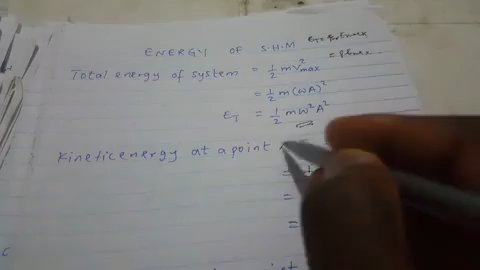 ENERGY OF S.H.M
Total energy of system = ½ mv²max = PEmax
= ½ m(ωA)²
E_T = ½ mω²A²
Kinetic energy at a point
=
=
=